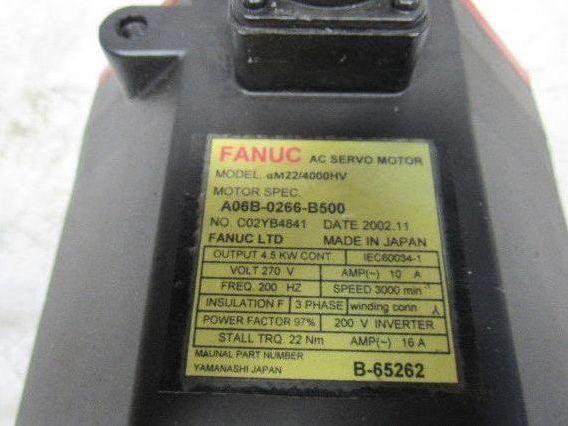 FANUC AC SERVO MOTOR
MODEL. αM22/4000HV
MOTOR SPEC.
A06B-0266-B500
NO. C02YB4841 DATE 2002.11
FANUC LTD MADE IN JAPAN
OUTPUT 4.5 KW CONT. IEC60034-1
VOLT 270 V AMP(~) 10 A
FREQ. 200 HZ SPEED 3000 min⁻¹
INSULATION F 3 PHASE winding conn
POWER FACTOR 97% 200 V INVERTER
STALL TRQ. 22 Nm AMP(~) 16 A
MAUNAL PART NUMBER
YAMANASHI JAPAN B-65262